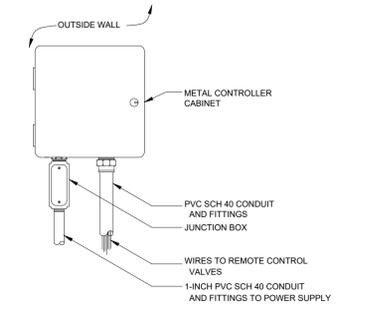 OUTSIDE WALL
METAL CONTROLLER
CABINET
PVC SCH 40 CONDUIT
AND FITTINGS
JUNCTION BOX
WIRES TO REMOTE CONTROL
VALVES
1-INCH PVC SCH 40 CONDUIT
AND FITTINGS TO POWER SUPPLY